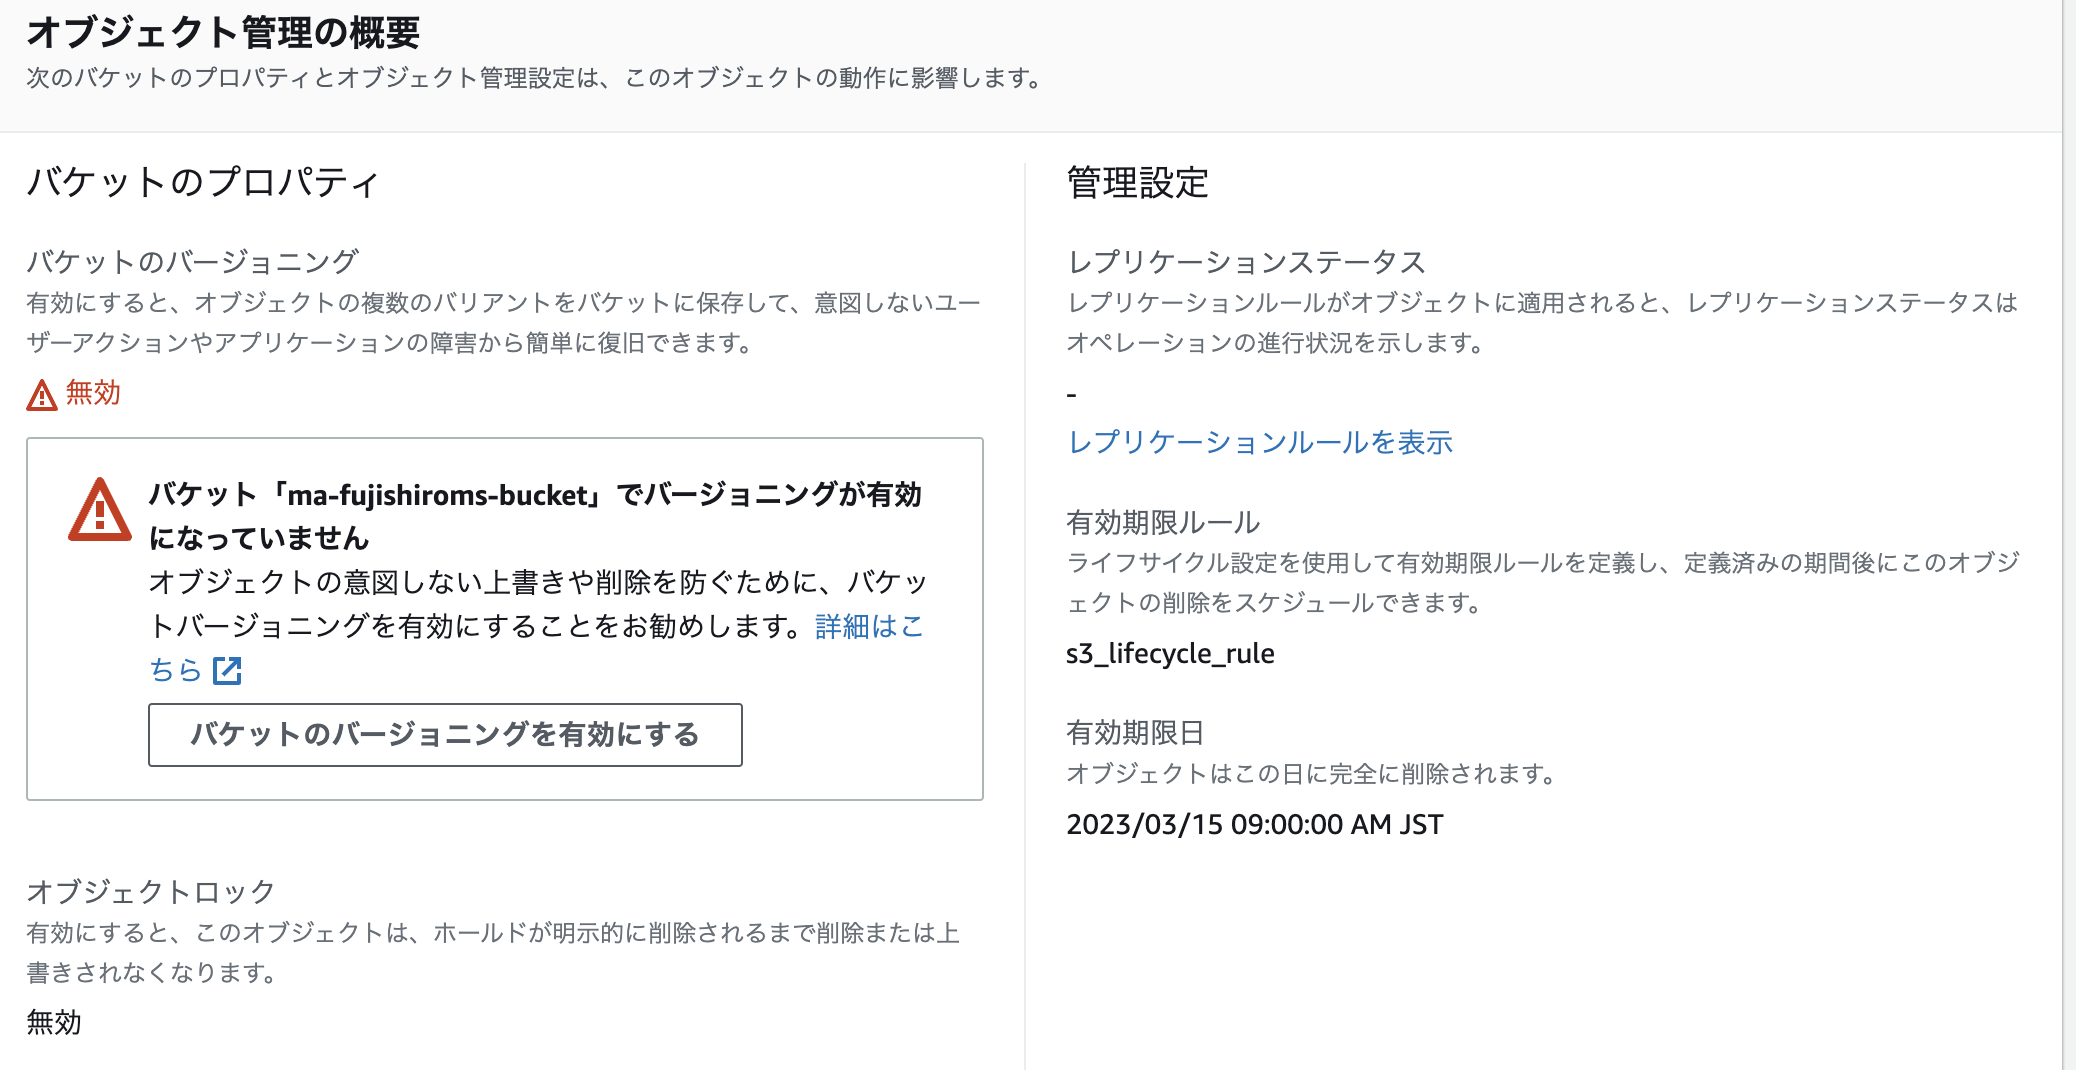 オブジェクト管理の概要
次のバケットのプロパティとオブジェクト管理設定は、このオブジェクトの動作に影響します。
バケットのプロパティ
バケットのバージョニング
有効にすると、オブジェクトの複数のバリアントをバケットに保存して、意図しないユー
ザーアクションやアプリケーションの障害から簡単に復旧できます。
無効
バケット「ma-fujishiroms-bucket」でバージョニングが有効
になっていません
オブジェクトの意図しない上書きや削除を防ぐために、バケッ
トバージョニングを有効にすることをお勧めします。詳細はこ
ちら
バケットのバージョニングを有効にする
オブジェクトロック
有効にすると、このオブジェクトは、ホールドが明示的に削除されるまで削除または上
書きされなくなります。
無効
管理設定
レプリケーションステータス
レプリケーションルールがオブジェクトに適用されると、レプリケーションステータスは
オペレーションの進行状況を示します。
-
レプリケーションルールを表示
有効期限ルール
ライフサイクル設定を使用して有効期限ルールを定義し、定義済みの期間後にこのオブジ
ェクトの削除をスケジュールできます。
s3_lifecycle_rule
有効期限日
オブジェクトはこの日に完全に削除されます。
2023/03/15 09:00:00 AM JST